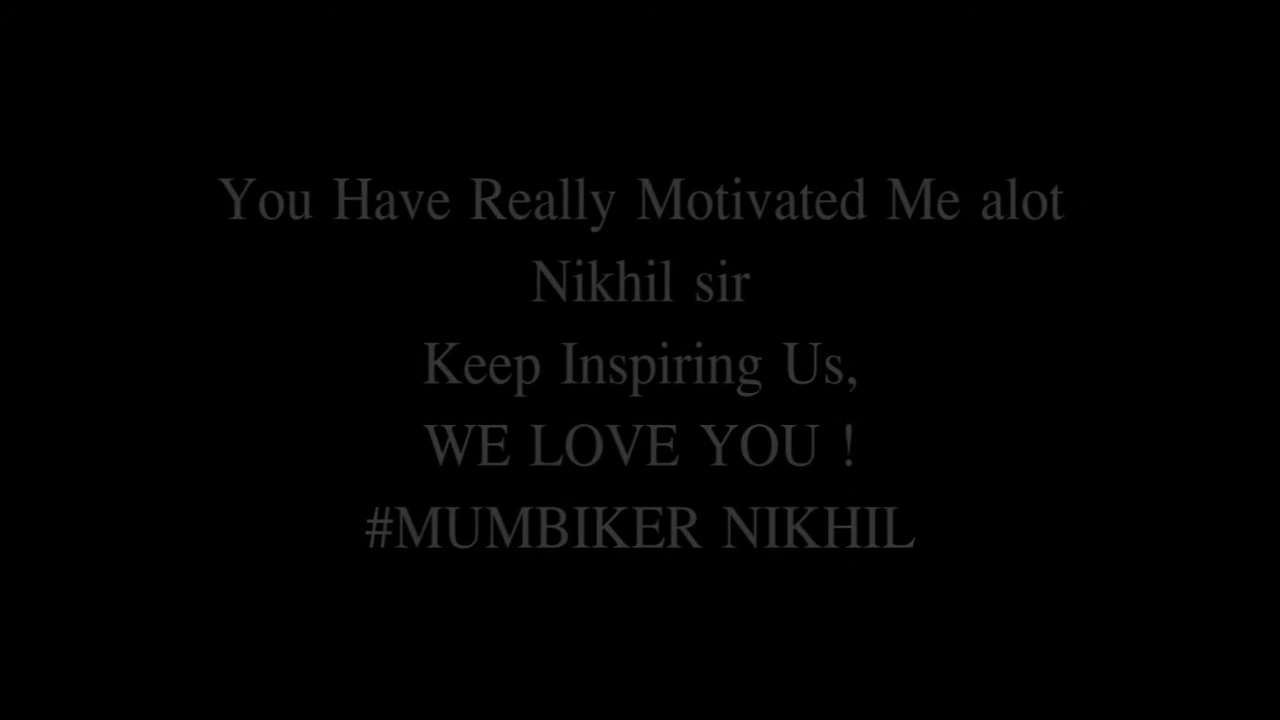 You Have Really Motivated Me alot
Nikhil sir
Keep Inspiring Us,
WE LOVE YOU !
#MUMBIKER NIKHIL